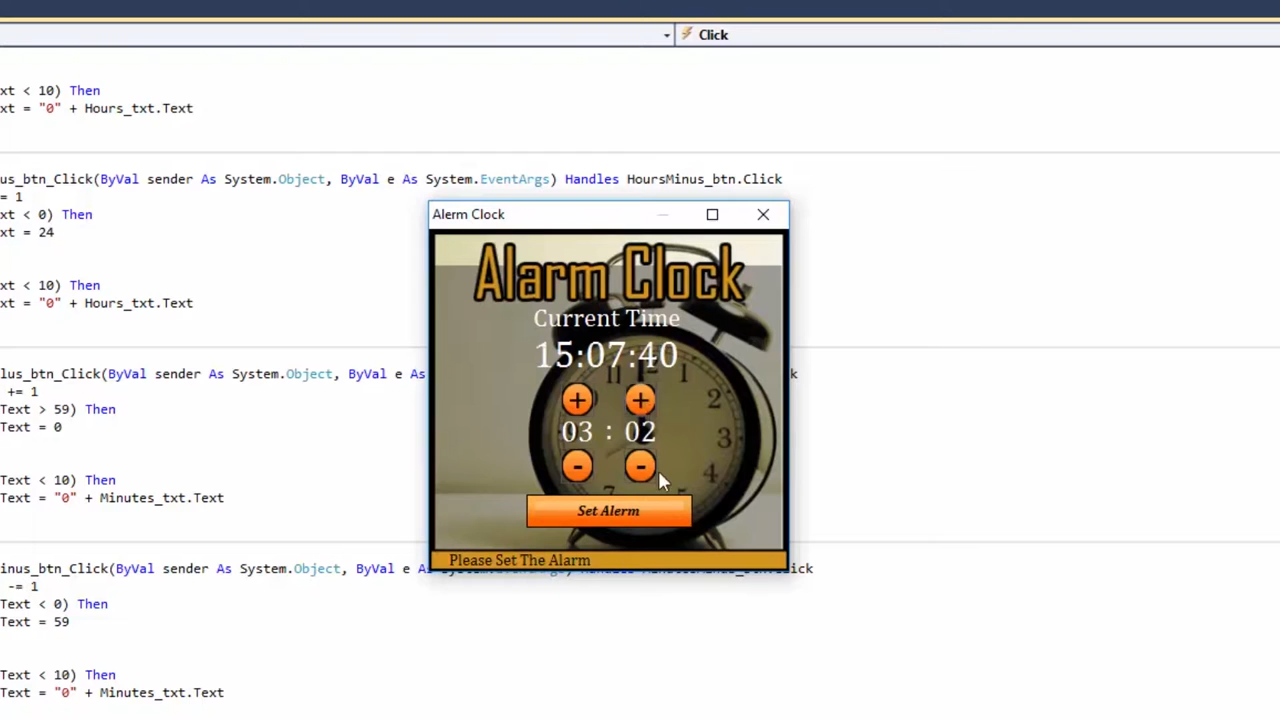 Click
xt < 10) Then
xt = "0" + Hours_txt.Text
us_btn_Click(ByVal sender As System.Object, ByVal e As System.EventArgs) Handles HoursMinus_btn.Click
= 1
xt < 0) Then
xt = 24
xt < 10) Then
xt = "0" + Hours_txt.Text
lus_btn_Click(ByVal sender As System.Object, ByVal e As
+= 1
Text > 59) Then
Text = 0
Text < 10) Then
Text = "0" + Minutes_txt.Text
inus_btn_Click(ByVal sender As System.Object, ByVal e As
-= 1
Text < 0) Then
Text = 59
Text < 10) Then
Text = "0" + Minutes_txt.Text
Alerm Clock
Alarm Clock
Current Time
15:07:40
+ +
03 : 02
- -
Set Alerm
Please Set The Alarm